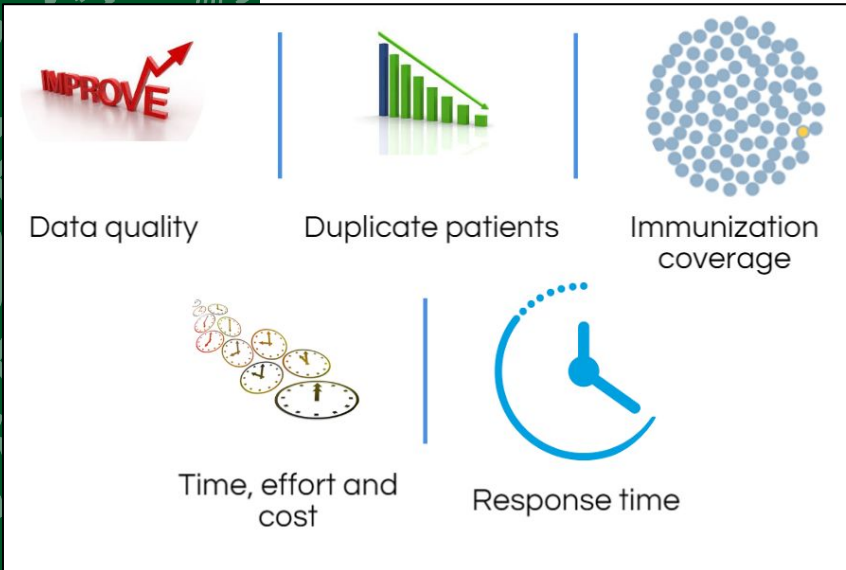 IMPROVE
Data quality
Duplicate patients
Immunization
coverage
Time, effort and
cost
Response time